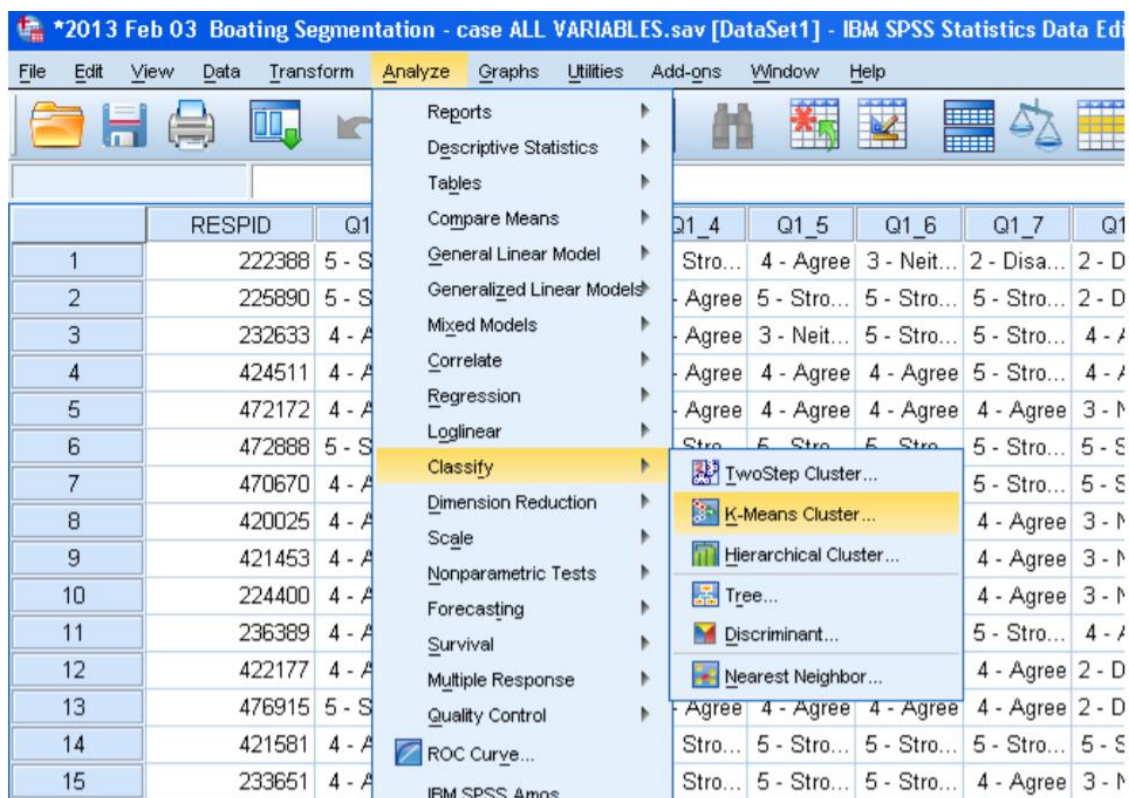 *2013 Feb 03 Boating Segmentation - case ALL VARIABLES.sav [DataSet1] - IBM SPSS Statistics Data Edi
File Edit View Data Transform Analyze Graphs Utilities Add-ons Window Help
Reports
Descriptive Statistics
Tables
Compare Means
General Linear Model
Generalized Linear Models
Mixed Models
Correlate
Regression
Loglinear
Classify
Dimension Reduction
Scale
Nonparametric Tests
Forecasting
Survival
Multiple Response
Quality Control
ROC Curve...
IBM SPSS Amos
TwoStep Cluster...
K-Means Cluster...
Hierarchical Cluster...
Tree...
Discriminant...
Nearest Neighbor...
RESPID Q1 Q1_4 Q1_5 Q1_6 Q1_7 Q1
1 222388 5 - S Stro... 4 - Agree 3 - Neit... 2 - Disa... 2 - D
2 225890 5 - S - Agree 5 - Stro... 5 - Stro... 5 - Stro... 2 - D
3 232633 4 - A - Agree 3 - Neit... 5 - Stro... 5 - Stro... 4 - A
4 424511 4 - A - Agree 4 - Agree 4 - Agree 5 - Stro... 4 - A
5 472172 4 - A - Agree 4 - Agree 4 - Agree 4 - Agree 3 - N
6 472888 5 - S Stro 5 - Stro 5 - Stro 5 - Stro... 5 - S
7 470670 4 - A 5 - Stro... 5 - S
8 420025 4 - A 4 - Agree 3 - N
9 421453 4 - A 4 - Agree 3 - N
10 224400 4 - A 4 - Agree 3 - N
11 236389 4 - A 5 - Stro... 4 - A
12 422177 4 - A 4 - Agree 2 - D
13 476915 5 - S - Agree 4 - Agree 4 - Agree 4 - Agree 2 - D
14 421581 4 - A Stro... 5 - Stro... 5 - Stro... 5 - Stro... 5 - S
15 233651 4 - A Stro... 5 - Stro... 5 - Stro... 4 - Agree 3 - N